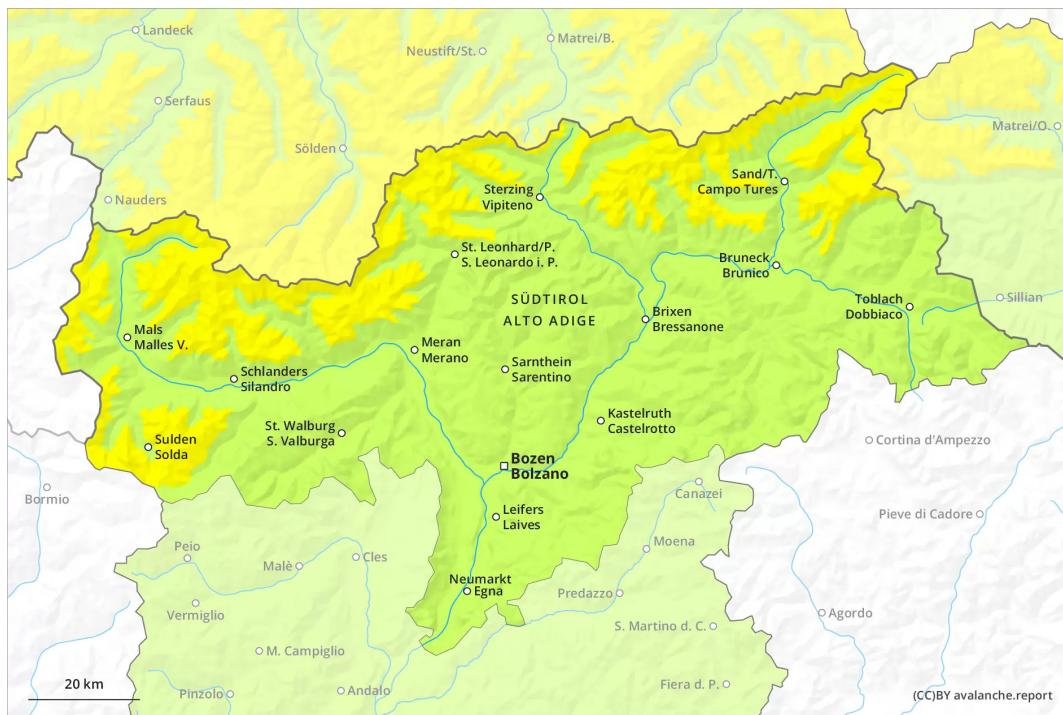 Landeck
Matrei/B.
Neustift/St.
Serfaus
Matrei/O.
Sölden
Nauders
Sand/T.
Campo Tures
Sterzing
Vipiteno
St. Leonhard/P.
S. Leonardo i. P.
Bruneck
Brunico
Sillian
Toblach
Dobbiaco
SÜDTIROL
ALTO ADIGE
Brixen
Bressanone
Mals
Malles V.
Meran
Merano
Sarnthein
Sarentino
Schlanders
Silandro
Kastelruth
Castelrotto
St. Walburg
S. Valburga
Sulden
Solda
Cortina d'Ampezzo
Bozen
Bolzano
Bormio
Canazei
Leifers
Laives
Pieve di Cadore
Moena
Peio
Cles
Malè
Neumarkt
Egna
Predazzo
Vermiglio
Agordo
S. Martino d. C.
M. Campiglio
20 km
Pinzolo
Andalo
Fiera d. P.
(CC)BY avalanche.report